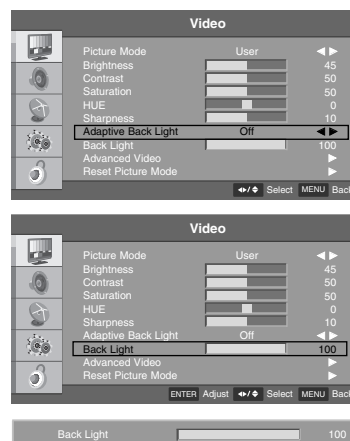 Video
Picture Mode User
Brightness 45
Contrast 50
Saturation 50
HUE 0
Sharpness 10
Adaptive Back Light Off
Back Light 100
Advanced Video
Reset Picture Mode
Select MENU Back
Video
Picture Mode User
Brightness 45
Contrast 50
Saturation 50
HUE 0
Sharpness 10
Adaptive Back Light Off
Back Light 100
Advanced Video
Reset Picture Mode
ENTER Adjust Select MENU Back
Back Light 100